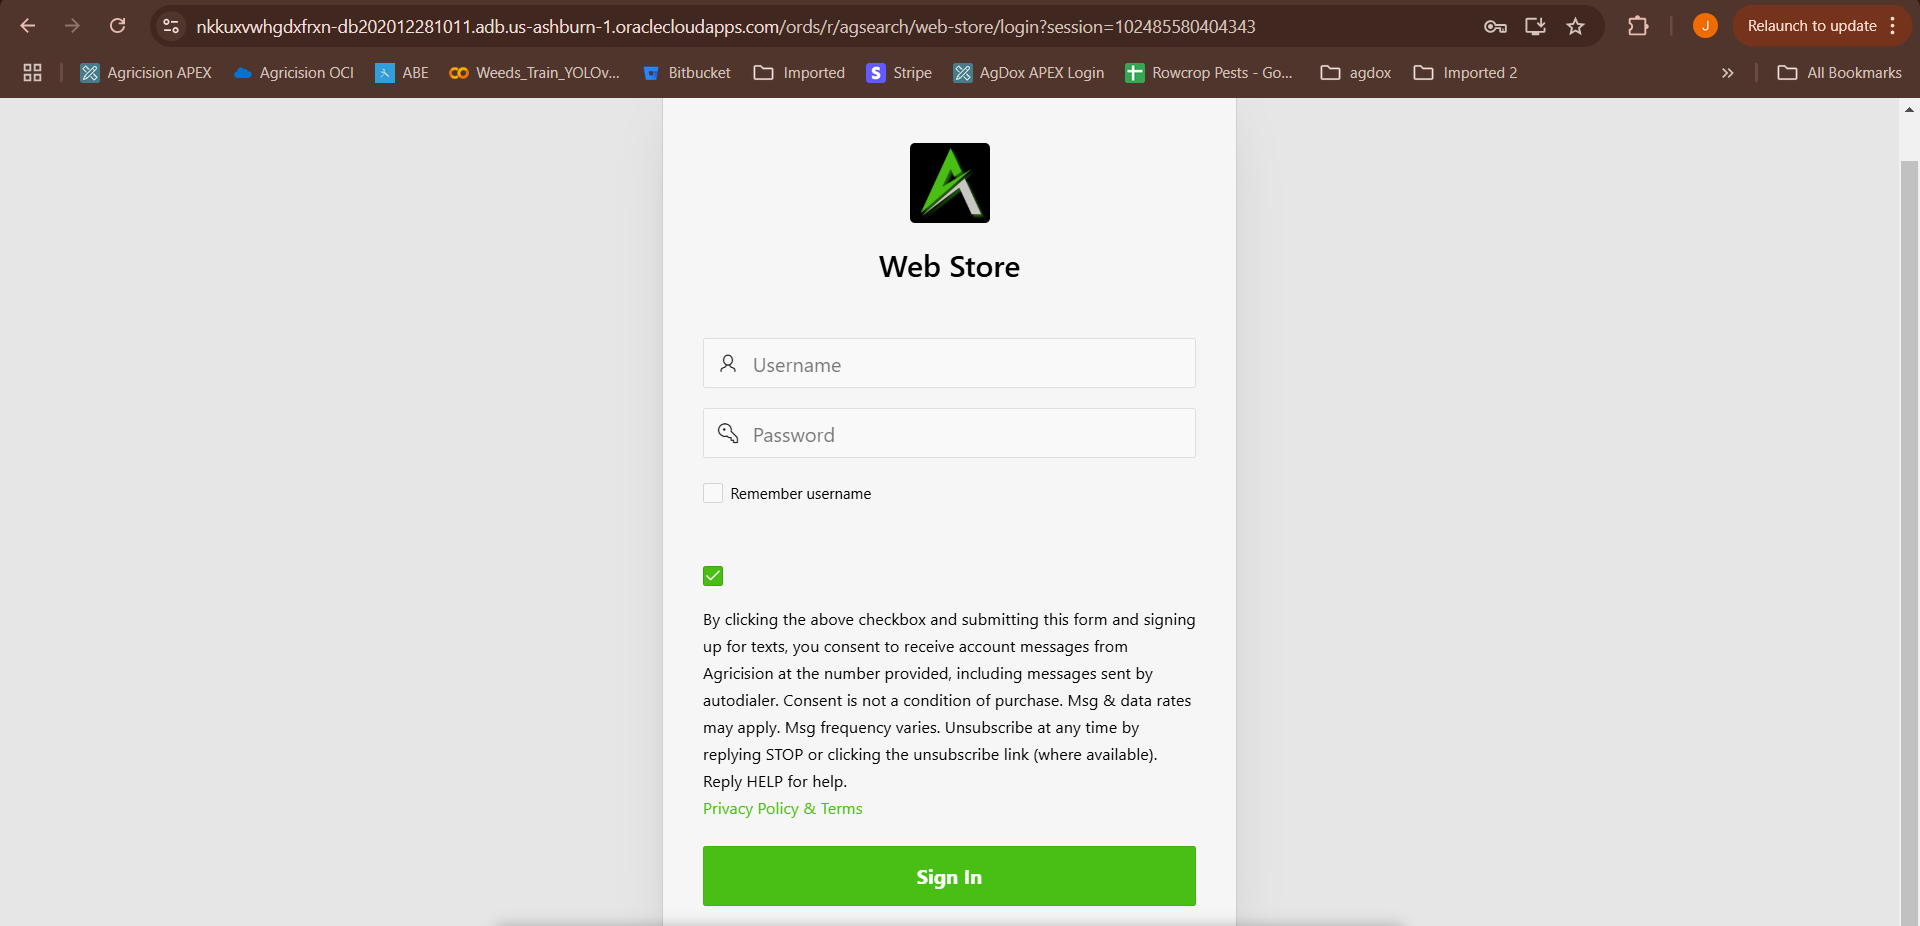 nkkuxvwhgdxfrxn-db202012281011.adb.us-ashburn-1.oraclecloudapps.com/ords/r/agsearch/web-store/login?session=102485580404343
J
Relaunch to update
Agricision APEX
Agricision OCI
ABE
Weeds_Train_YOLOv...
Bitbucket
Imported
S
Stripe
AgDox APEX Login
Rowcrop Pests - Go...
agdox
Imported 2
All Bookmarks
Web Store
Username
Password
Remember username
By clicking the above checkbox and submitting this form and signing
up for texts, you consent to receive account messages from
Agricision at the number provided, including messages sent by
autodialer. Consent is not a condition of purchase. Msg & data rates
may apply. Msg frequency varies. Unsubscribe at any time by
replying STOP or clicking the unsubscribe link (where available).
Reply HELP for help.
Privacy Policy & Terms
Sign In